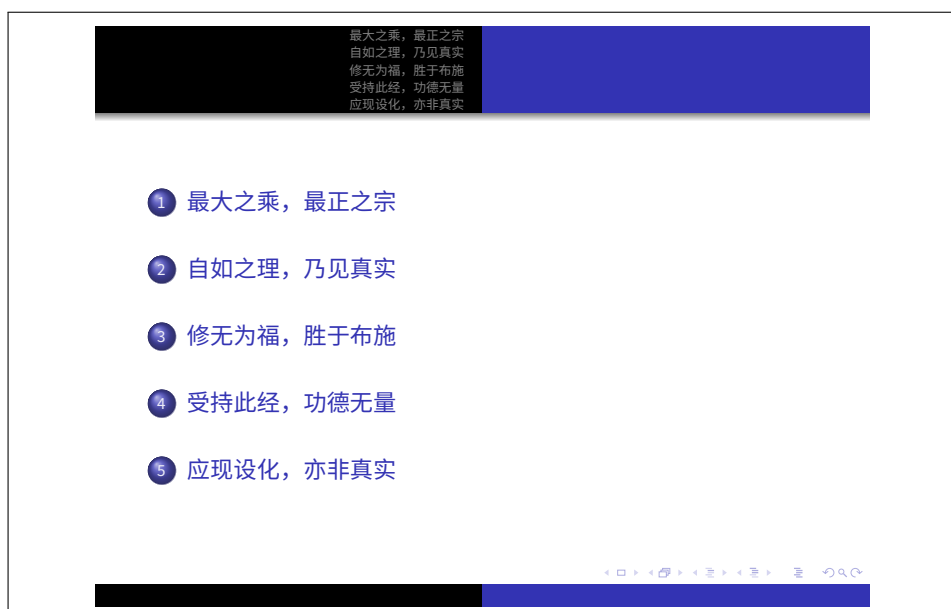 最大之乘，最正之宗
自如之理，乃见真实
修无为福，胜于布施
受持此经，功德无量
应现设化，亦非真实
1 最大之乘，最正之宗
2 自如之理，乃见真实
3 修无为福，胜于布施
4 受持此经，功德无量
5 应现设化，亦非真实